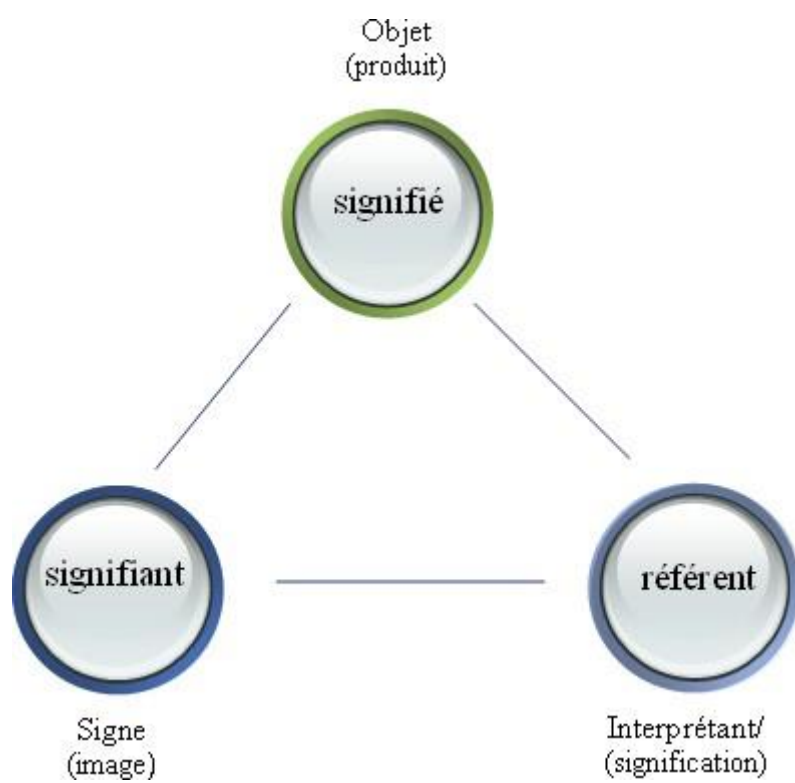 Objet
(produit)
signifié
signifiant
référent
Signe
(image)
Interprétant/
(signification)